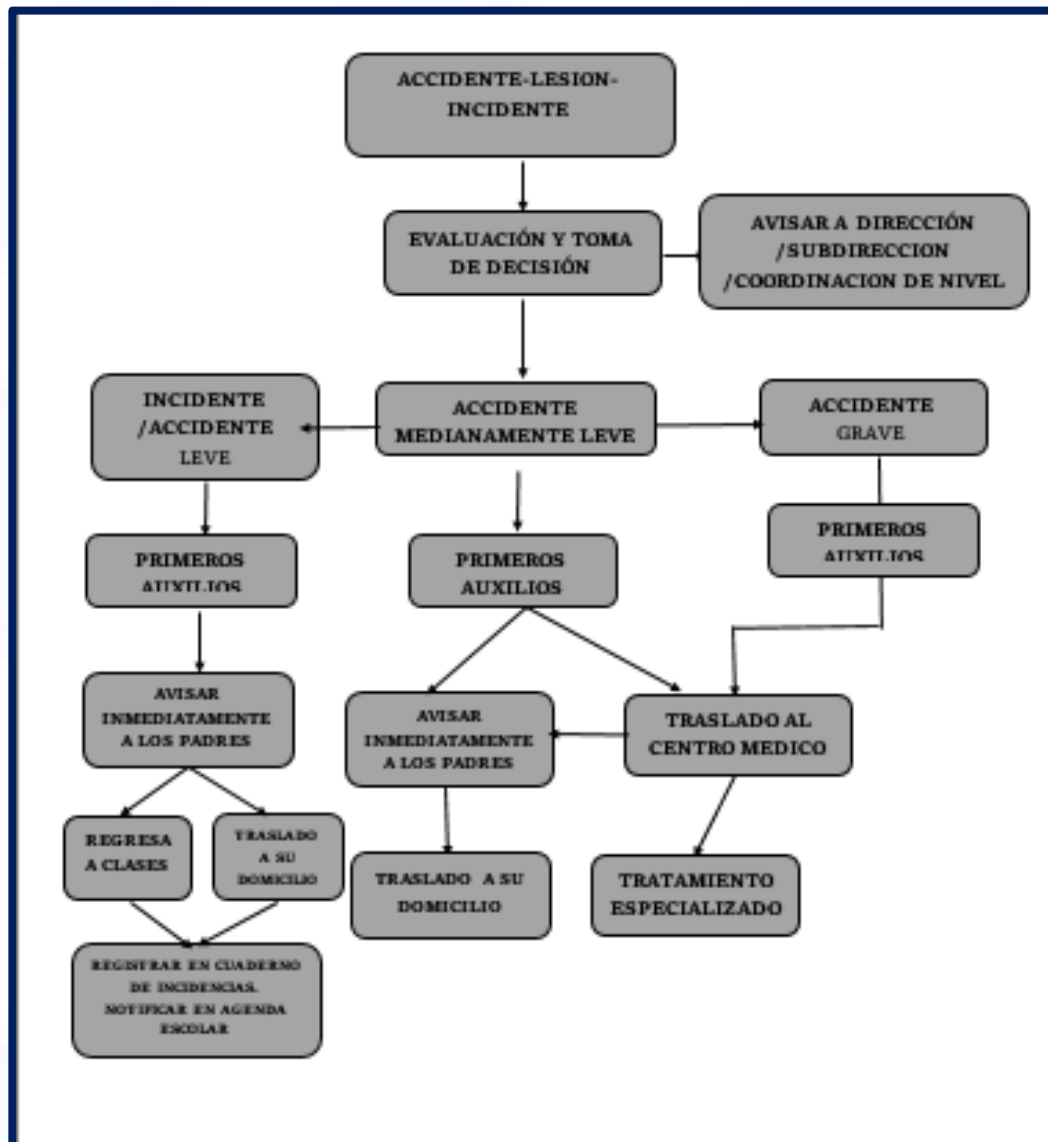 ACCIDENTE-LESION-
INCIDENTE
EVALUACIÓN Y TOMA
DE DECISIÓN
AVISAR A DIRECCIÓN
/SUBDIRECCION
/COORDINACION DE NIVEL
INCIDENTE
/ACCIDENTE
LEVE
ACCIDENTE
MEDIANAMENTE LEVE
ACCIDENTE
GRAVE
PRIMEROS
AUXILIOS
PRIMEROS
AUXILIOS
PRIMEROS
AUXILIOS
AVISAR
INMEDIATAMENTE
A LOS PADRES
AVISAR
INMEDIATAMENTE
A LOS PADRES
TRASLADO AL
CENTRO MEDICO
REGRESA
A CLASES
TRASLADO
A SU
DOMICILIO
TRASLADO A SU
DOMICILIO
TRATAMIENTO
ESPECIALIZADO
REGISTRAR EN CUADERNO
DE INCIDENCIAS.
NOTIFICAR EN AGENDA
ESCOLAR